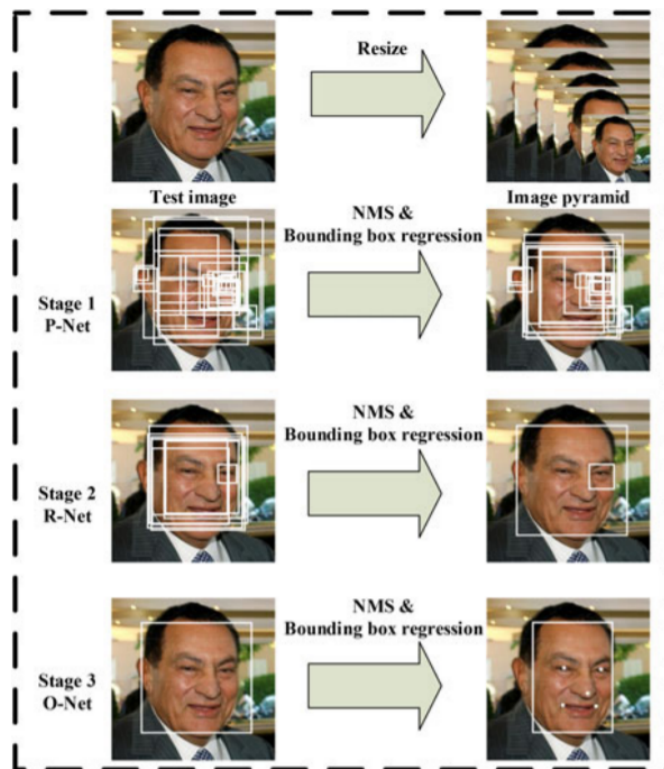 Resize
Test image
Image pyramid
NMS &
Bounding box regression
Stage 1
P-Net
NMS &
Bounding box regression
Stage 2
R-Net
NMS &
Bounding box regression
Stage 3
O-Net